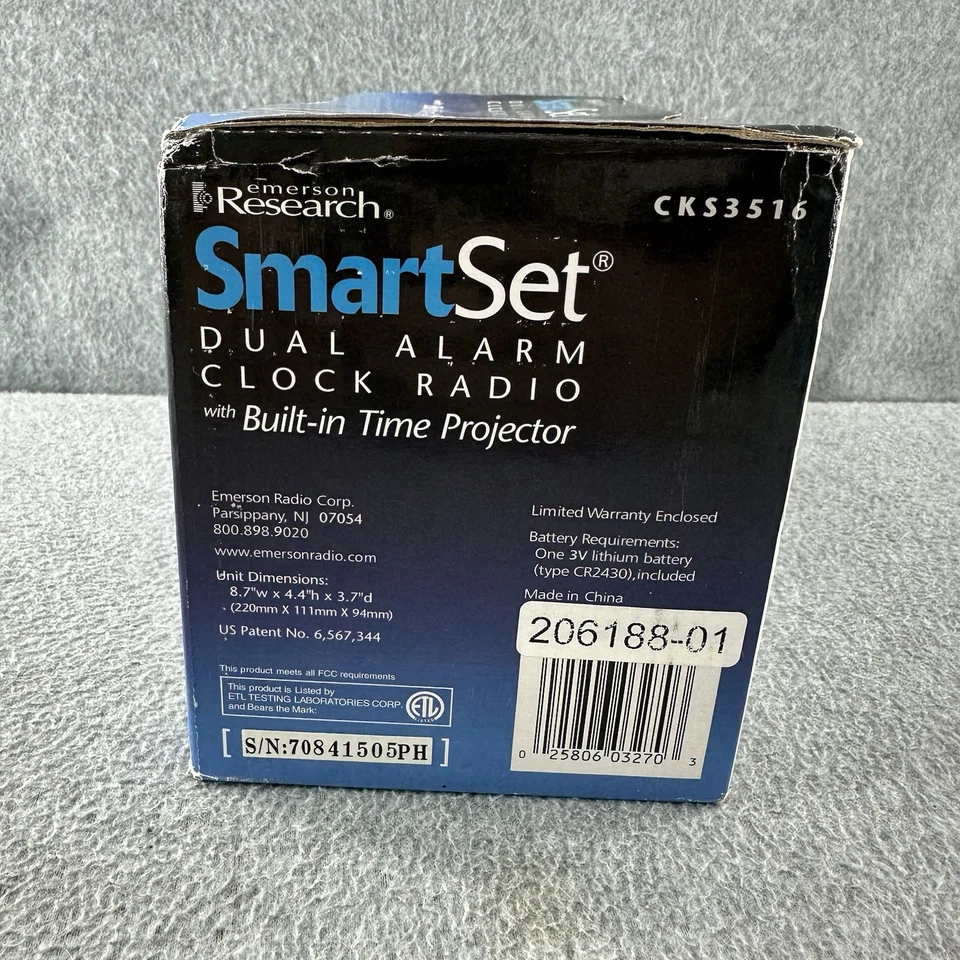 emerson
Research®
CKS3516
SmartSet®
DUAL ALARM
CLOCK RADIO
with Built-in Time Projector
Emerson Radio Corp.
Parsippany, NJ 07054
800.898.9020
www.emersonradio.com
Unit Dimensions:
8.7"w x 4.4"h x 3.7"d
(220mm X 111mm X 94mm)
US Patent No. 6,567,344
This product meets all FCC requirements
This product is Listed by
ETL TESTING LABORATORIES CORP.
and Bears the Mark:
ETL
LISTED
[ S/N:70841505PH ]
Limited Warranty Enclosed
Battery Requirements:
One 3V lithium battery
(type CR2430), included
Made in China
206188-01
0 25806 03270 3